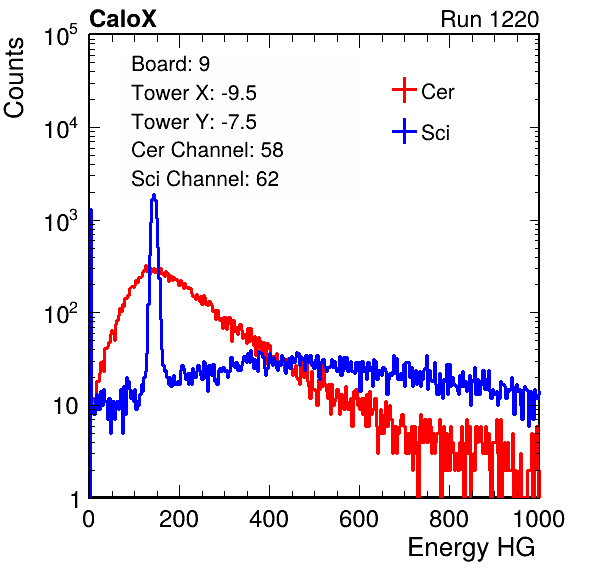 CaloX Run 1220
Counts
10^5
10^4
10^3
10^2
10
1
Board: 9
Tower X: -9.5
Tower Y: -7.5
Cer Channel: 58
Sci Channel: 62
Cer
Sci
0 200 400 600 800 1000
Energy HG